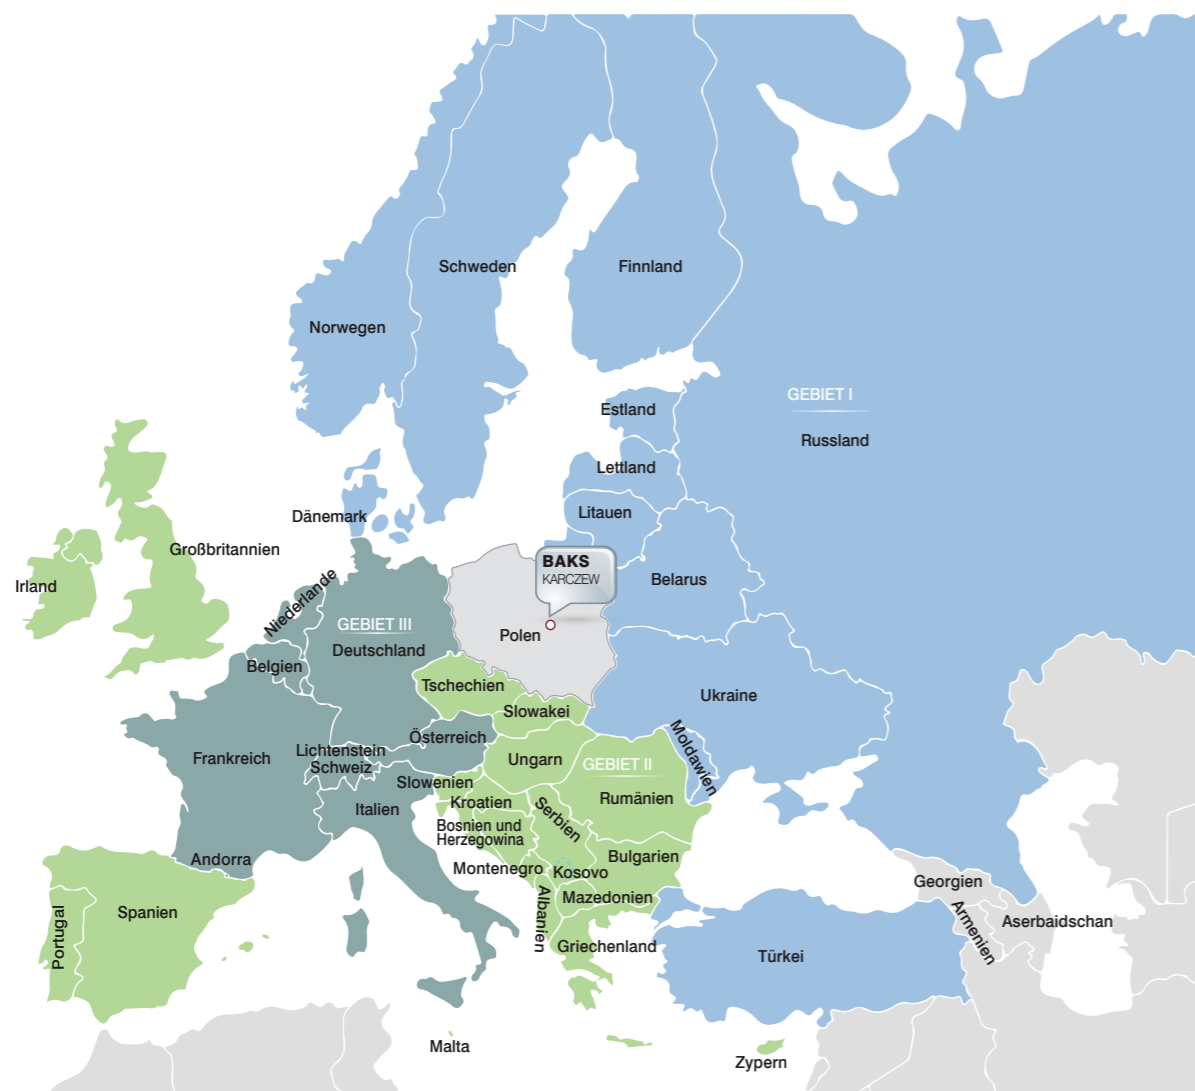 Schweden
Finnland
Norwegen
GEBIET I
Estland
Russland
Lettland
Litauen
Dänemark
Großbritannien
BAKS
KARCZEW
Belarus
Irland
Niederlande
GEBIET III
Polen
Deutschland
Belgien
Tschechien
Ukraine
Slowakei
Österreich
Moldawien
Lichtenstein
Frankreich
Ungarn
GEBIET II
Schweiz
Slowenien
Rumänien
Kroatien
Italien
Serbien
Bosnien und
Herzegowina
Bulgarien
Andorra
Montenegro
Kosovo
Georgien
Mazedonien
Spanien
Portugal
Albanien
Armenien
Aserbaidschan
Griechenland
Türkei
Malta
Zypern